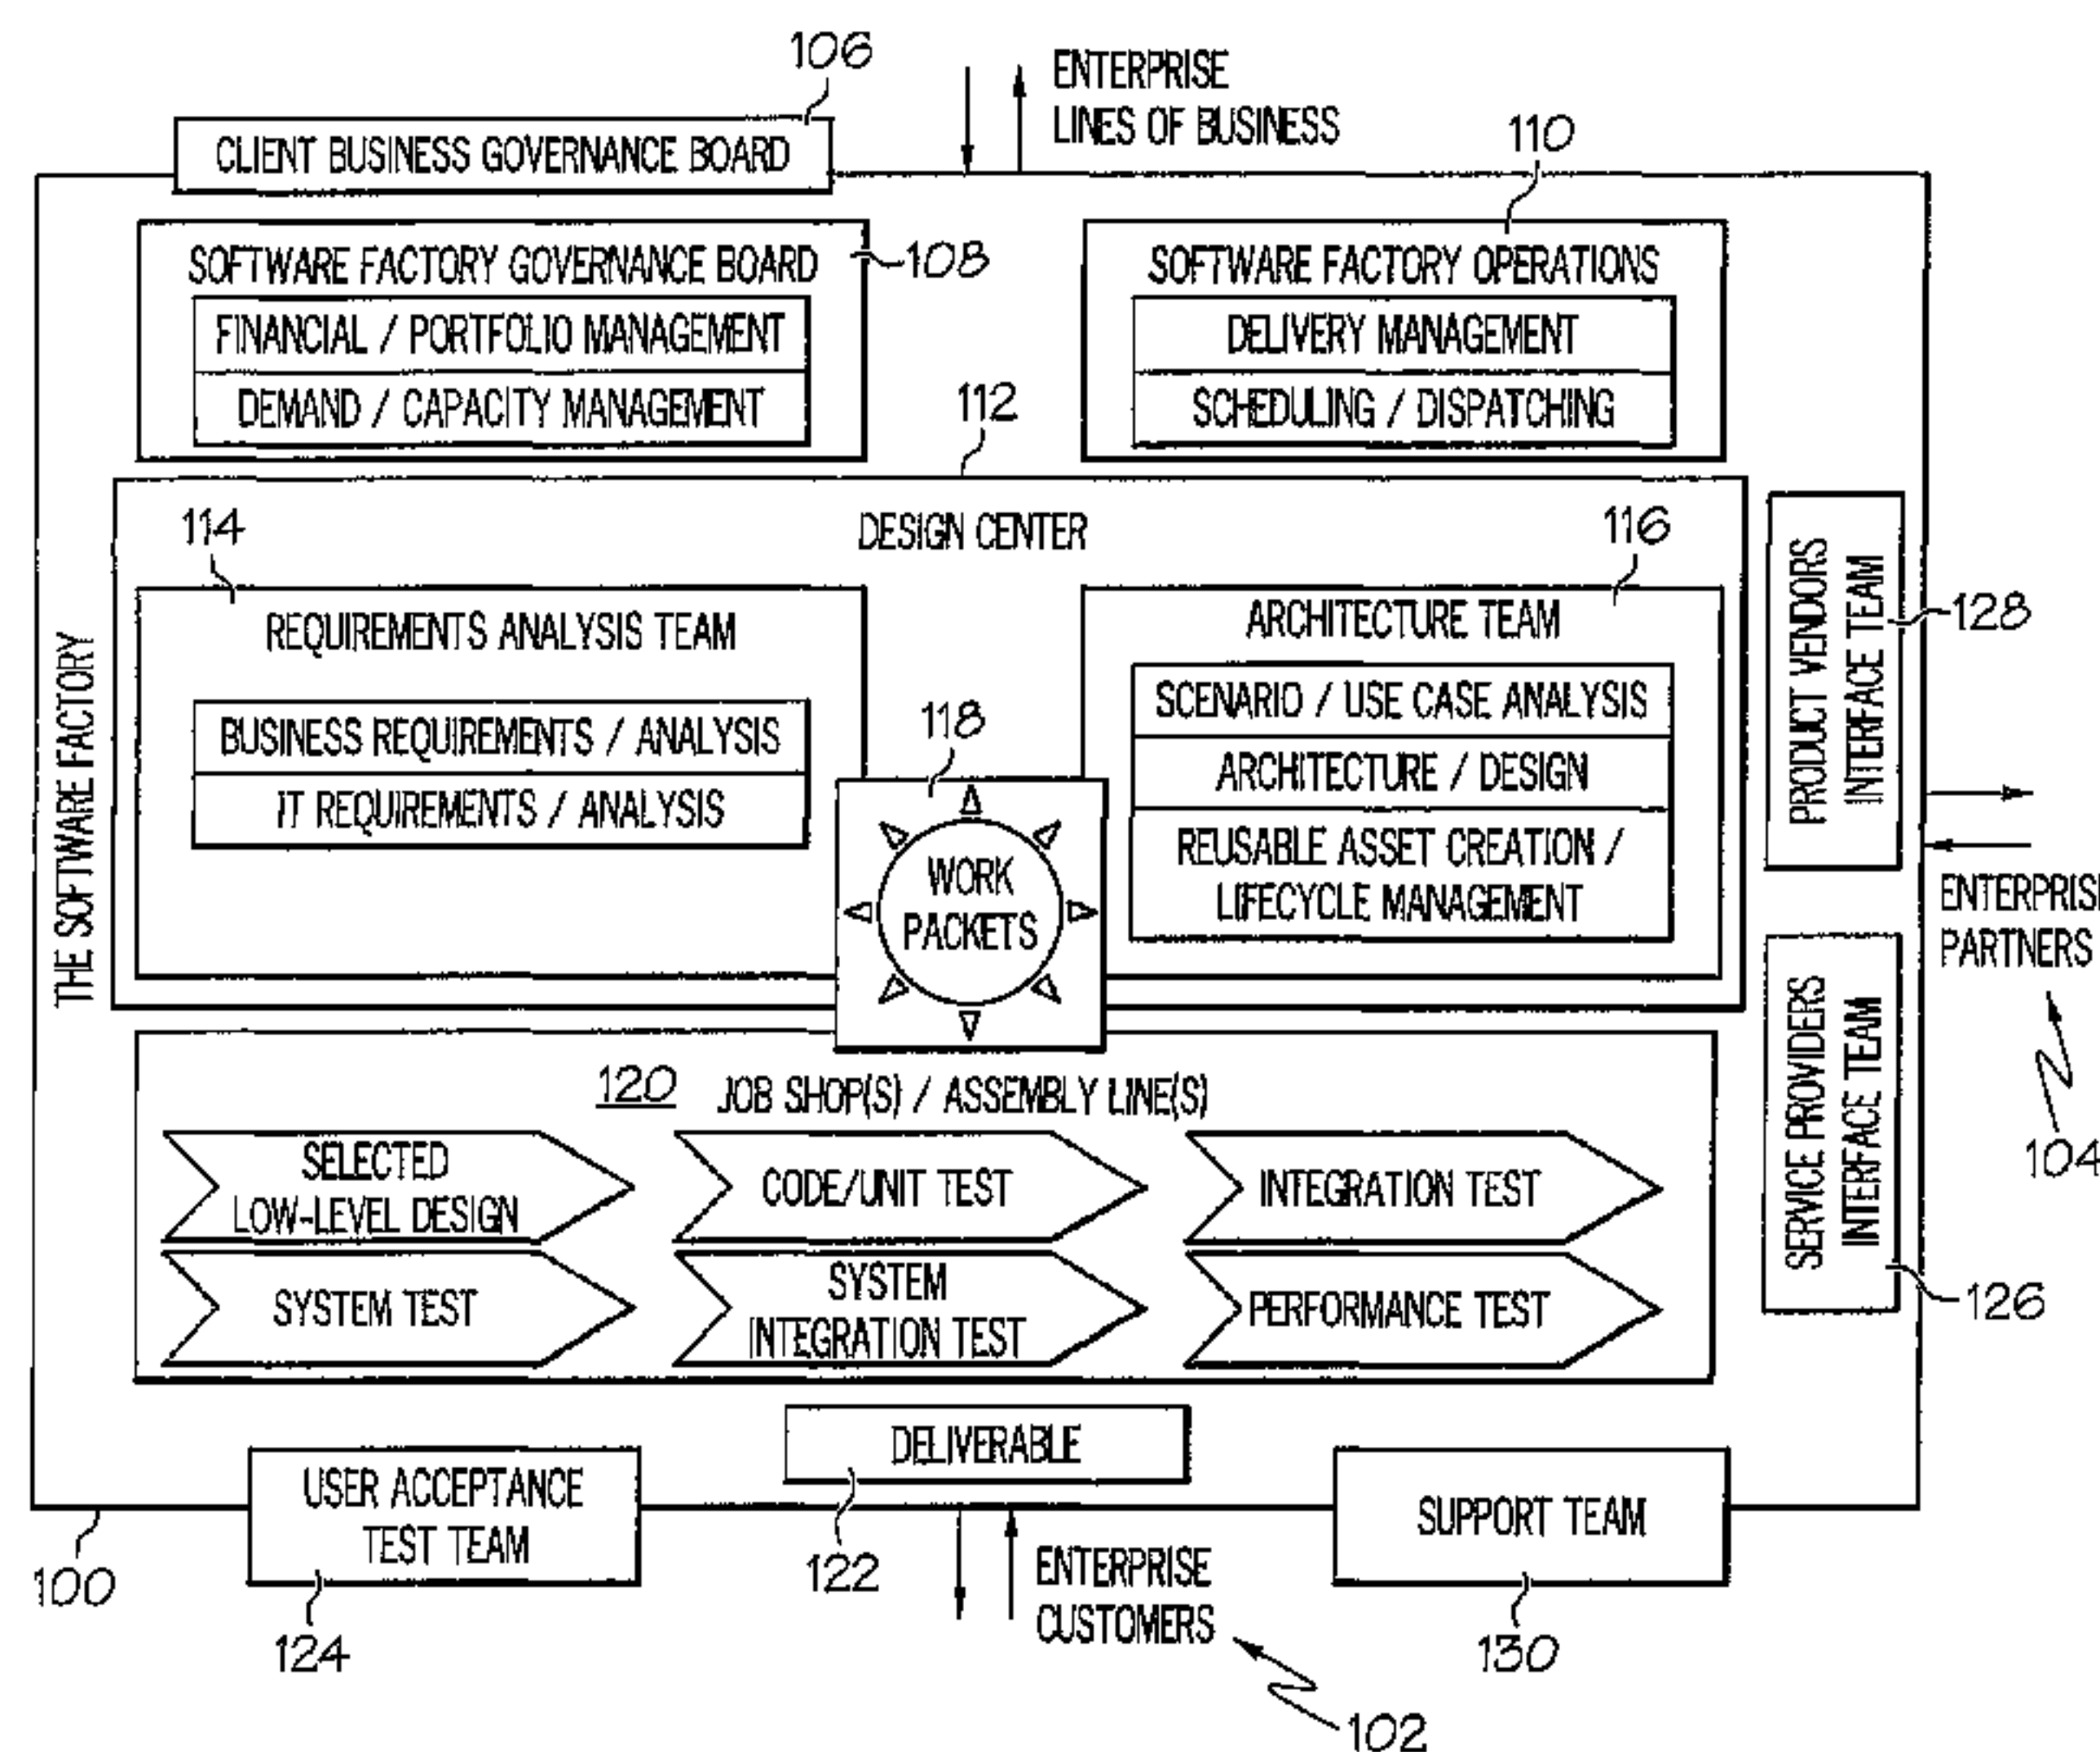 106
ENTERPRISE
LINES OF BUSINESS
CLIENT BUSINESS GOVERNANCE BOARD
110
SOFTWARE FACTORY GOVERNANCE BOARD
108
FINANCIAL / PORTFOLIO MANAGEMENT
DEMAND / CAPACITY MANAGEMENT
SOFTWARE FACTORY OPERATIONS
DELIVERY MANAGEMENT
SCHEDULING / DISPATCHING
112
THE SOFTWARE FACTORY
DESIGN CENTER
114
REQUIREMENTS ANALYSIS TEAM
BUSINESS REQUIREMENTS / ANALYSIS
IT REQUIREMENTS / ANALYSIS
116
ARCHITECTURE TEAM
SCENARIO / USE CASE ANALYSIS
ARCHITECTURE / DESIGN
REUSABLE ASSET CREATION /
LIFECYCLE MANAGEMENT
118
WORK
PACKETS
PRODUCT VENDORS
INTERFACE TEAM
128
ENTERPRISE
PARTNERS
104
SERVICE PROVIDERS
INTERFACE TEAM
126
120
JOB SHOP(S) / ASSEMBLY LINE(S)
SELECTED
LOW-LEVEL DESIGN
CODE/UNIT TEST
INTEGRATION TEST
SYSTEM TEST
SYSTEM
INTEGRATION TEST
PERFORMANCE TEST
DELIVERABLE
122
USER ACCEPTANCE
TEST TEAM
124
100
SUPPORT TEAM
130
ENTERPRISE
CUSTOMERS
102